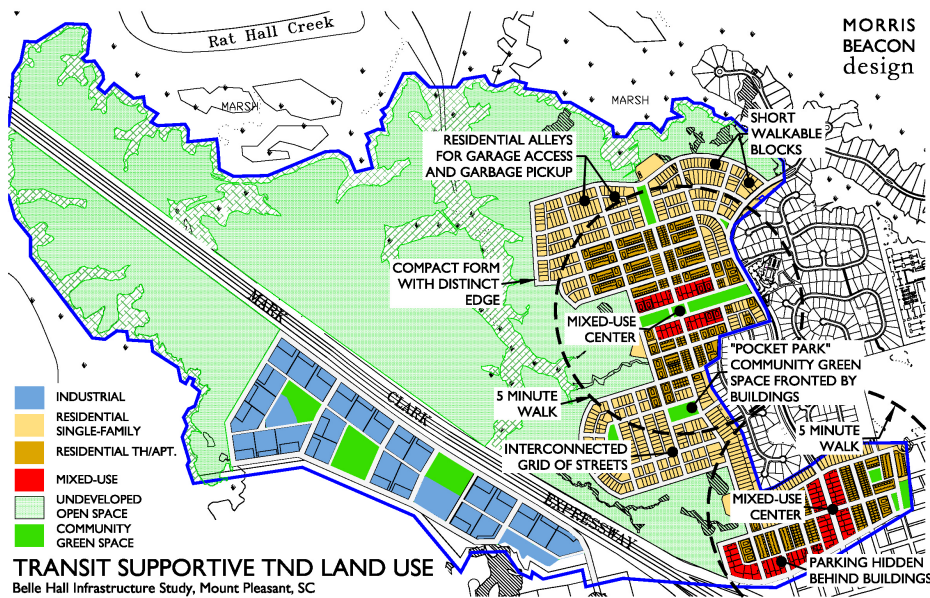 Rat Hall Creek
MORRIS
BEACON
design
MARSH
MARSH
SHORT
WALKABLE
BLOCKS
RESIDENTIAL ALLEYS
FOR GARAGE ACCESS
AND GARBAGE PICKUP
COMPACT FORM
WITH DISTINCT
EDGE
MARK
MIXED-USE
CENTER
"POCKET PARK"
COMMUNITY GREEN
SPACE FRONTED BY
BUILDINGS
CLARK
5 MINUTE
WALK
5 MINUTE
WALK
INTERCONNECTED
GRID OF STREETS
EXPRESSWAY
MIXED-USE
CENTER
PARKING HIDDEN
BEHIND BUILDINGS
INDUSTRIAL
RESIDENTIAL
SINGLE-FAMILY
RESIDENTIAL TH/APT.
MIXED-USE
UNDEVELOPED
OPEN SPACE
COMMUNITY
GREEN SPACE
TRANSIT SUPPORTIVE TND LAND USE
Belle Hall Infrastructure Study, Mount Pleasant, SC